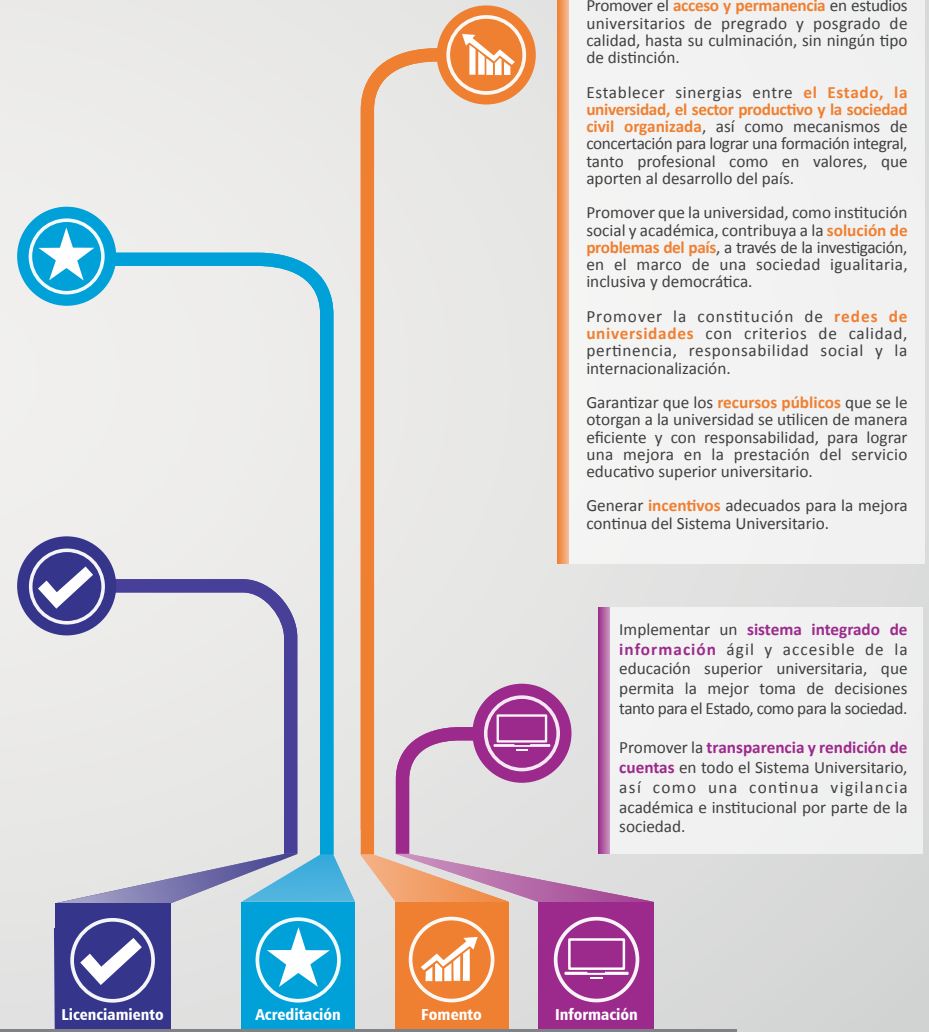 Promover el acceso y permanencia en estudios
universitarios de pregrado y posgrado de
calidad, hasta su culminación, sin ningún tipo
de distinción.
Establecer sinergias entre el Estado, la
universidad, el sector productivo y la sociedad
civil organizada, así como mecanismos de
concertación para lograr una formación integral,
tanto profesional como en valores, que
aporten al desarrollo del país.
Promover que la universidad, como institución
social y académica, contribuya a la solución de
problemas del país, a través de la investigación,
en el marco de una sociedad igualitaria,
inclusiva y democrática.
Promover la constitución de redes de
universidades con criterios de calidad,
pertinencia, responsabilidad social y la
internacionalización.
Garantizar que los recursos públicos que se le
otorgan a la universidad se utilicen de manera
eficiente y con responsabilidad, para lograr
una mejora en la prestación del servicio
educativo superior universitario.
Generar incentivos adecuados para la mejora
continua del Sistema Universitario.
Implementar un sistema integrado de
información ágil y accesible de la
educación superior universitaria, que
permita la mejor toma de decisiones
tanto para el Estado, como para la sociedad.
Promover la transparencia y rendición de
cuentas en todo el Sistema Universitario,
así como una continua vigilancia
académica e institucional por parte de la
sociedad.
Licenciamiento
Acreditación
Fomento
Información